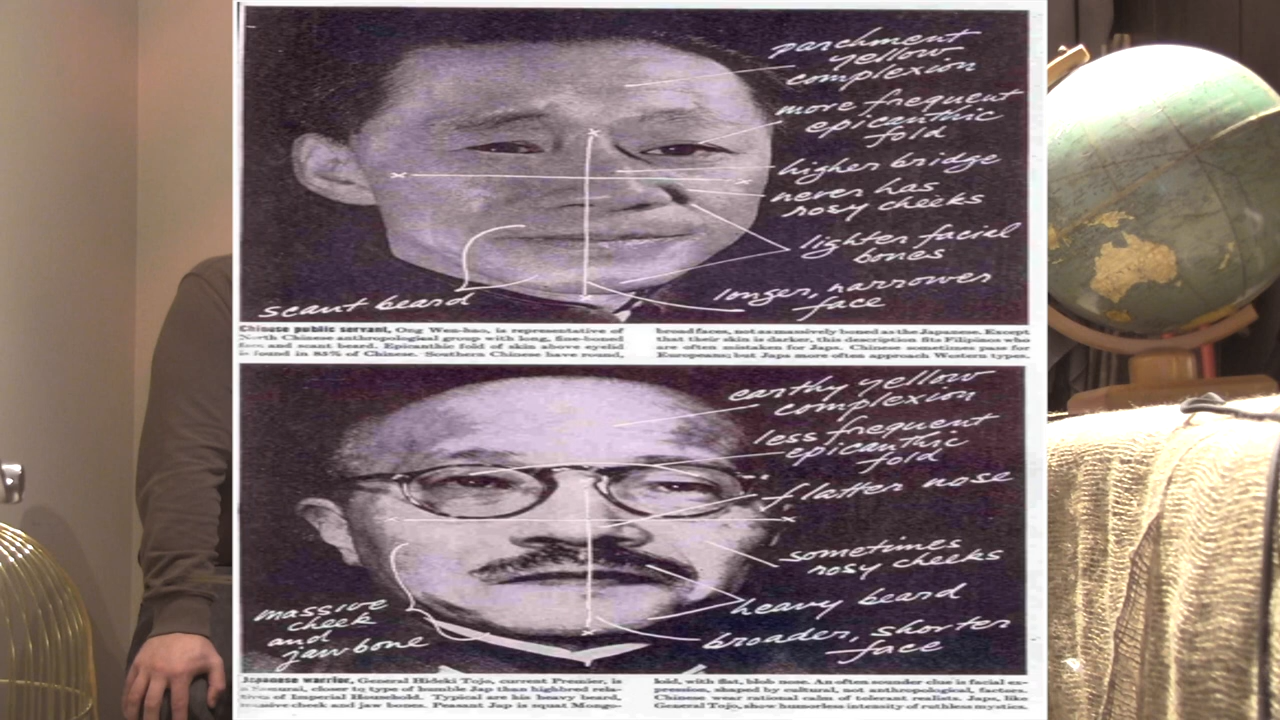 parchment
yellow
complexion
more frequent
epicanthic
fold
higher bridge
never has
rosy cheeks
lighter facial
bones
longer, narrower
face
scant beard
Chinese public servant, Ong Wen-hao, is representative of
North Chinese anthropological group with long, fine-boned
face and scant beard. Epicanthic fold of skin above eyelid
is found in 85% of Chinese. Southern Chinese have round,
broad faces, not as massively boned as the Japanese. Except
that their skin is darker, this description fits Filipinos who
are often mistaken for Japs. Chinese sometimes pass for
Europeans; but Japs more often approach Western types.
earthy yellow
complexion
less frequent
epicanthic
fold
flatter nose
sometimes
rosy cheeks
heavy beard
broader, shorter
face
massive
cheek
and
jawbone
Japanese warrior, General Hideki Tojo, current Premier, is
a Samurai, closer to type of humble Jap than highbred rela-
tives of Imperial Household. Typical are his heavy beard,
massive cheek and jaw bones. Peasant Jap is squat Mongo-
loid, with flat, blob nose. An often sounder clue is facial ex-
pression, shaped by cultural, not anthropological, factors.
Chinese wear rational calm of tolerant realists. Japs, like
General Tojo, show humorless intensity of ruthless mystics.